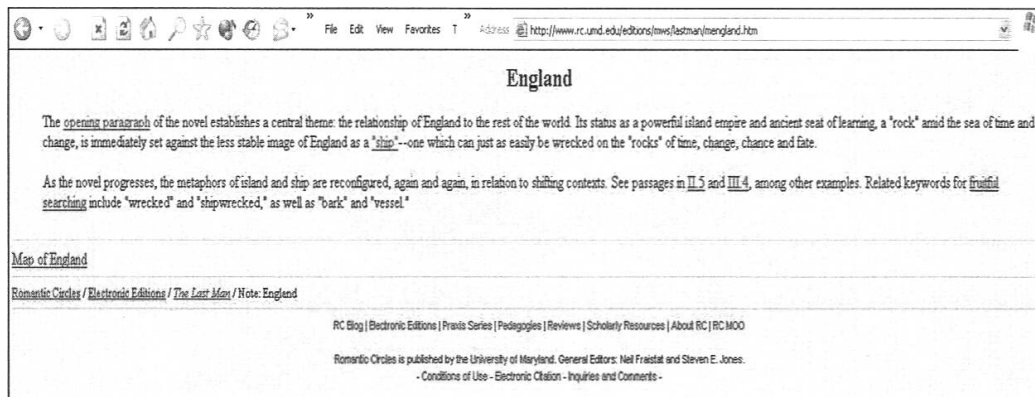 » »
File Edit View Favorites T Address http://www.rc.umd.edu/editions/mws/lastman/mengland.htm
England
The opening paragraph of the novel establishes a central theme: the relationship of England to the rest of the world. Its status as a powerful island empire and ancient seat of learning, a "rock" amid the sea of time and
change, is immediately set against the less stable image of England as a "ship"--one which can just as easily be wrecked on the "rocks" of time, change, chance and fate.
As the novel progresses, the metaphors of island and ship are reconfigured, again and again, in relation to shifting contexts. See passages in II.5 and III.4, among other examples. Related keywords for fruitful
searching include "wrecked" and "shipwrecked," as well as "bark" and "vessel."
Map of England
Romantic Circles / Electronic Editions / The Last Man / Note: England
RC Blog | Electronic Editions | Praxis Series | Pedagogies | Reviews | Scholarly Resources | About RC | RC MOO
Romantic Circles is published by the University of Maryland. General Editors: Neil Fraistat and Steven E. Jones.
- Conditions of Use - Electronic Citation - Inquiries and Comments -